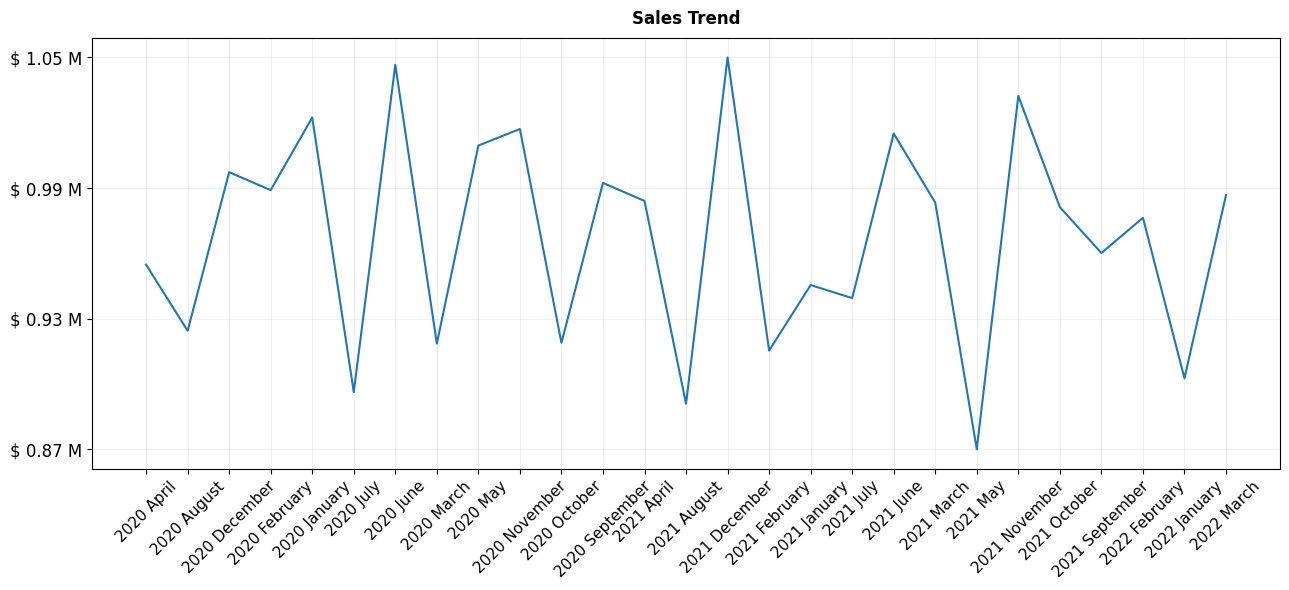 Sales Trend
$ 1.05 M
$ 0.99 M
$ 0.93 M
$ 0.87 M
2020 April
2020 August
2020 December
2020 February
2020 January
2020 July
2020 June
2020 March
2020 May
2020 November
2020 October
2020 September
2021 April
2021 August
2021 December
2021 February
2021 January
2021 July
2021 June
2021 March
2021 May
2021 November
2021 October
2021 September
2022 February
2022 January
2022 March